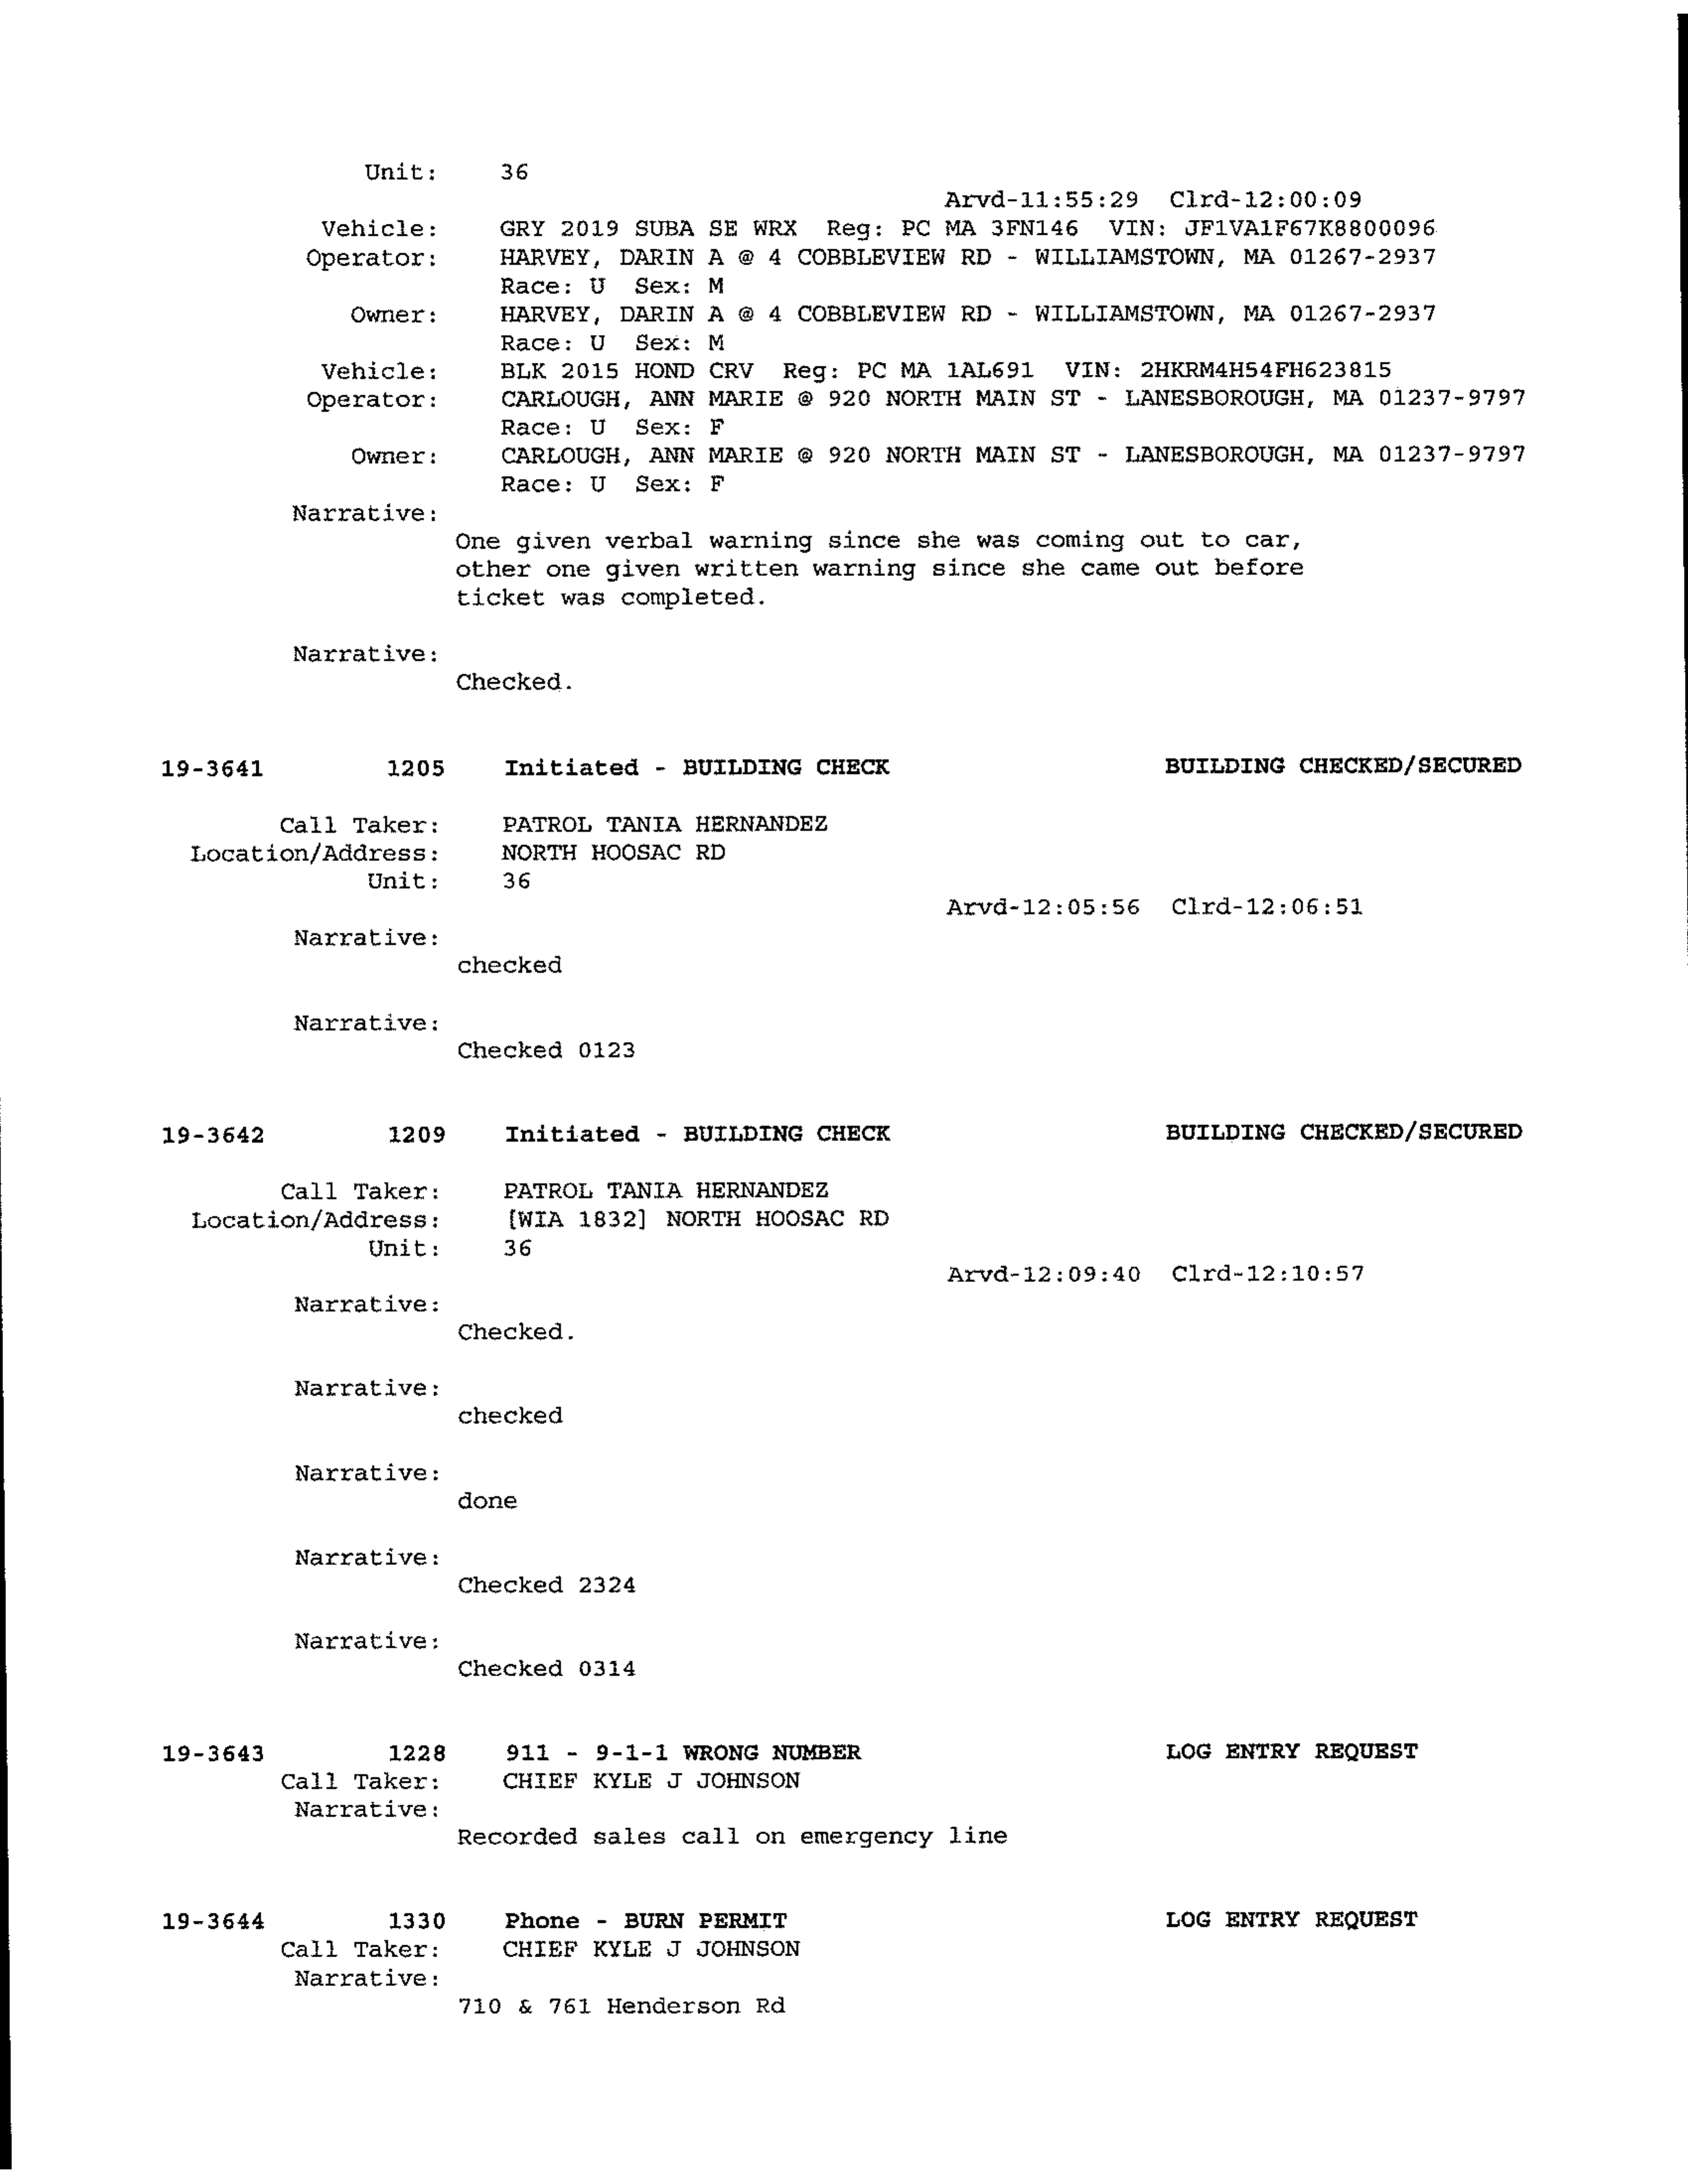 Unit: 36
Arvd-11:55:29 Clrd-12:00:09
Vehicle: GRY 2019 SUBA SE WRX Reg: PC MA 3FN146 VIN: JF1VA1F67K8800096
Operator: HARVEY, DARIN A @ 4 COBBLEVIEW RD - WILLIAMSTOWN, MA 01267-2937
Race: U Sex: M
Owner: HARVEY, DARIN A @ 4 COBBLEVIEW RD - WILLIAMSTOWN, MA 01267-2937
Race: U Sex: M
Vehicle: BLK 2015 HOND CRV Reg: PC MA 1AL691 VIN: 2HKRM4H54FH623815
Operator: CARLOUGH, ANN MARIE @ 920 NORTH MAIN ST - LANESBOROUGH, MA 01237-9797
Race: U Sex: F
Owner: CARLOUGH, ANN MARIE @ 920 NORTH MAIN ST - LANESBOROUGH, MA 01237-9797
Race: U Sex: F
Narrative:
One given verbal warning since she was coming out to car,
other one given written warning since she came out before
ticket was completed.
Narrative:
Checked.
19-3641 1205 Initiated - BUILDING CHECK BUILDING CHECKED/SECURED
Call Taker: PATROL TANIA HERNANDEZ
Location/Address: NORTH HOOSAC RD
Unit: 36
Arvd-12:05:56 Clrd-12:06:51
Narrative:
checked
Narrative:
Checked 0123
19-3642 1209 Initiated - BUILDING CHECK BUILDING CHECKED/SECURED
Call Taker: PATROL TANIA HERNANDEZ
Location/Address: [WIA 1832] NORTH HOOSAC RD
Unit: 36
Arvd-12:09:40 Clrd-12:10:57
Narrative:
Checked.
Narrative:
checked
Narrative:
done
Narrative:
Checked 2324
Narrative:
Checked 0314
19-3643 1228 911 - 9-1-1 WRONG NUMBER LOG ENTRY REQUEST
Call Taker: CHIEF KYLE J JOHNSON
Narrative:
Recorded sales call on emergency line
19-3644 1330 Phone - BURN PERMIT LOG ENTRY REQUEST
Call Taker: CHIEF KYLE J JOHNSON
Narrative:
710 & 761 Henderson Rd